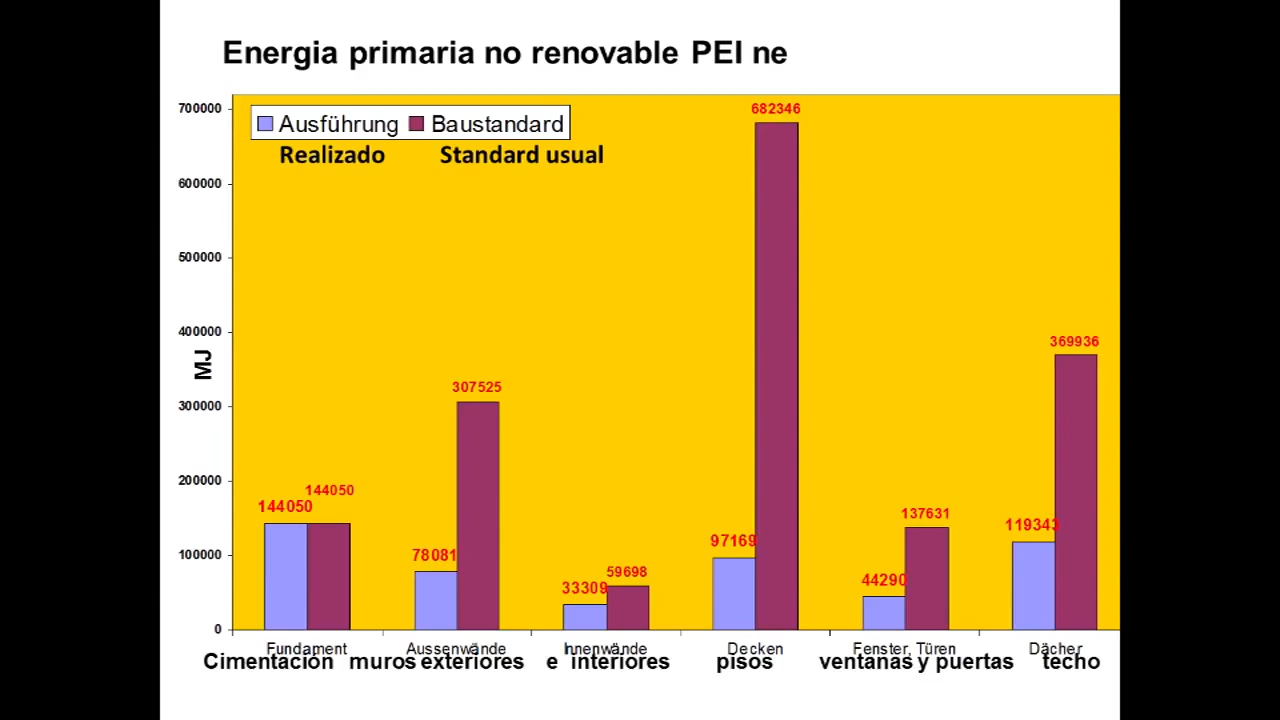 Energia primaria no renovable PEI ne
Ausführung Baustandard
Realizado Standard usual
MJ
700000
600000
500000
400000
300000
200000
100000
0
144050 144050
78081 307525
33309 59698
97169 682346
44290 137631
119343 369936
Fundament Aussenwände Innenwände Decken Fenster, Türen Dächer
Cimentación muros exteriores e interiores pisos ventanas y puertas techo